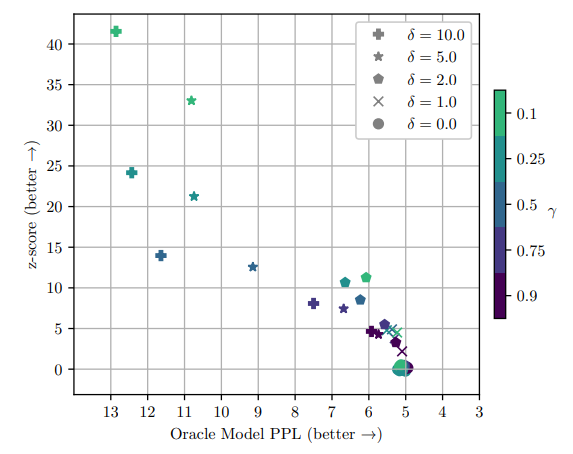 40
35
30
25
20
15
10
5
0
z-score (better →)
13 12 11 10 9 8 7 6 5 4 3
Oracle Model PPL (better →)
δ = 10.0
δ = 5.0
δ = 2.0
δ = 1.0
δ = 0.0
0.1
0.25
0.5
0.75
0.9
γ